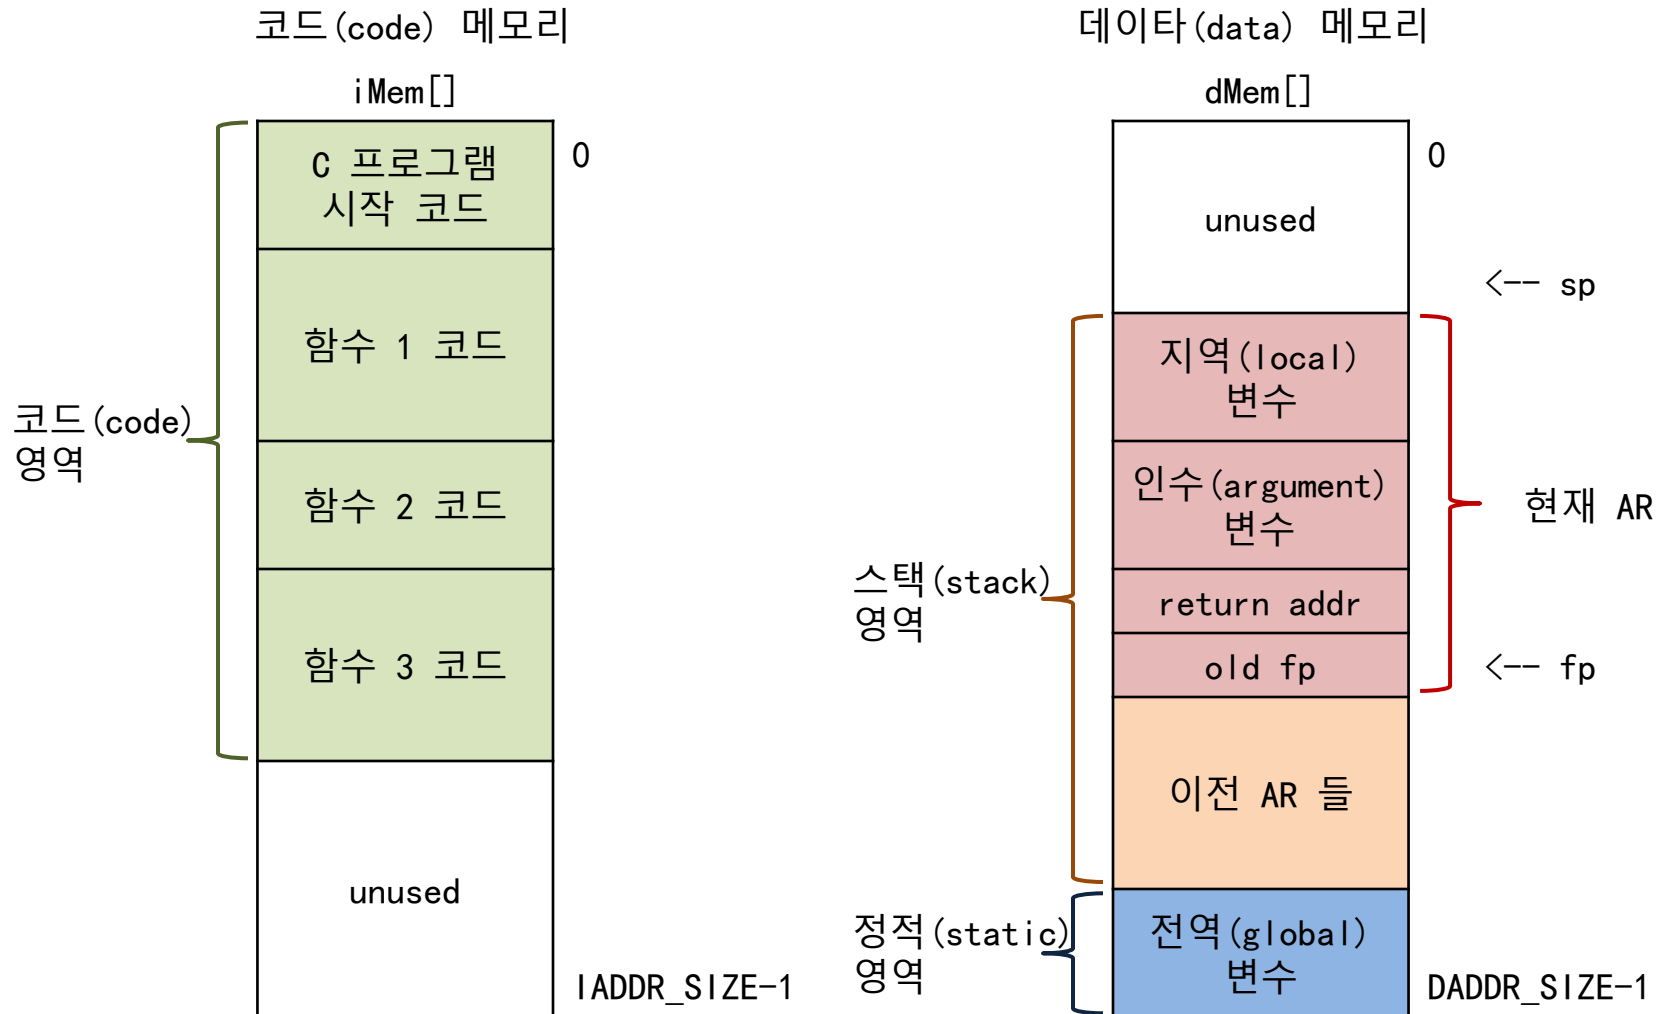 코드(code) 메모리
iMem[]
0
C 프로그램
시작 코드
함수 1 코드
코드(code)
영역
함수 2 코드
함수 3 코드
unused
IADDR_SIZE-1
데이타(data) 메모리
dMem[]
0
unused
<-- sp
지역(local)
변수
인수(argument)
변수
현재 AR
스택(stack)
영역
return addr
old fp
<-- fp
이전 AR 들
정적(static)
영역
전역(global)
변수
DADDR_SIZE-1